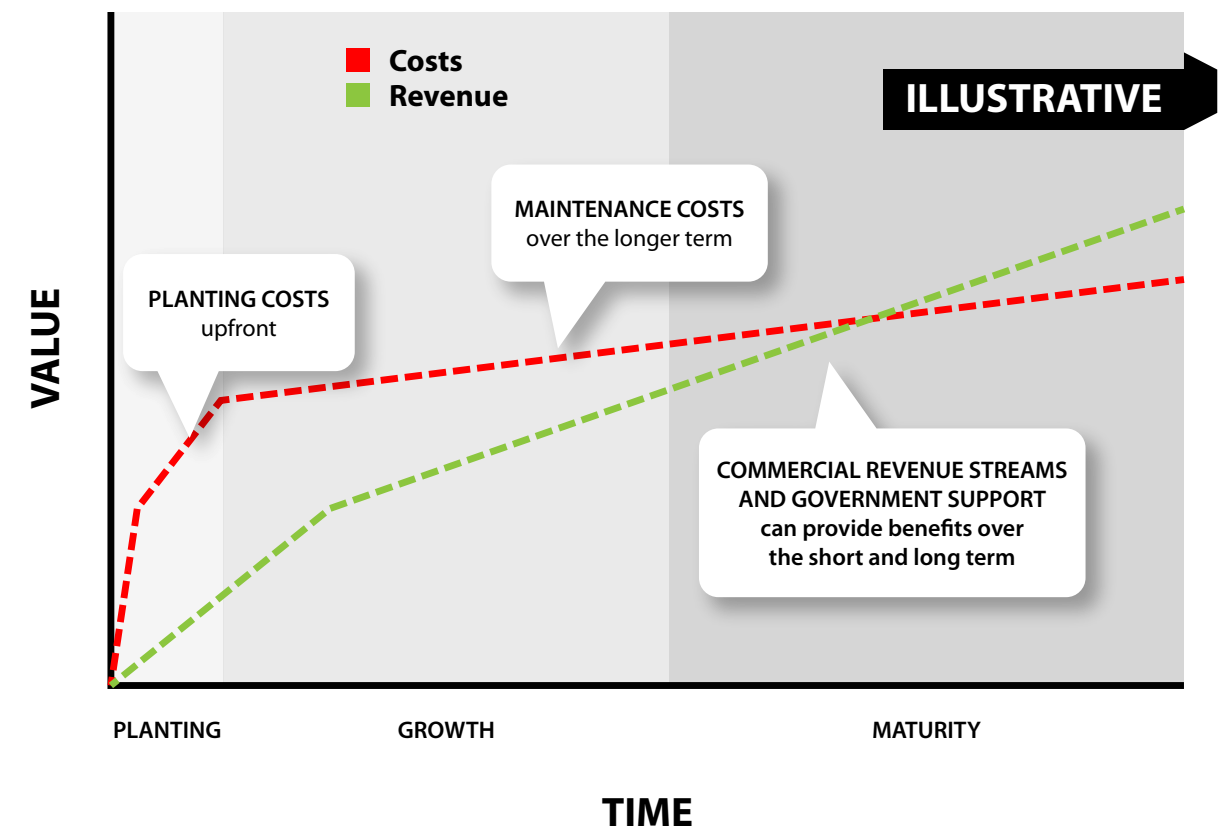 Costs
Revenue
ILLUSTRATIVE
MAINTENANCE COSTS
over the longer term
PLANTING COSTS
upfront
VALUE
COMMERCIAL REVENUE STREAMS
AND GOVERNMENT SUPPORT
can provide benefits over
the short and long term
PLANTING
GROWTH
MATURITY
TIME